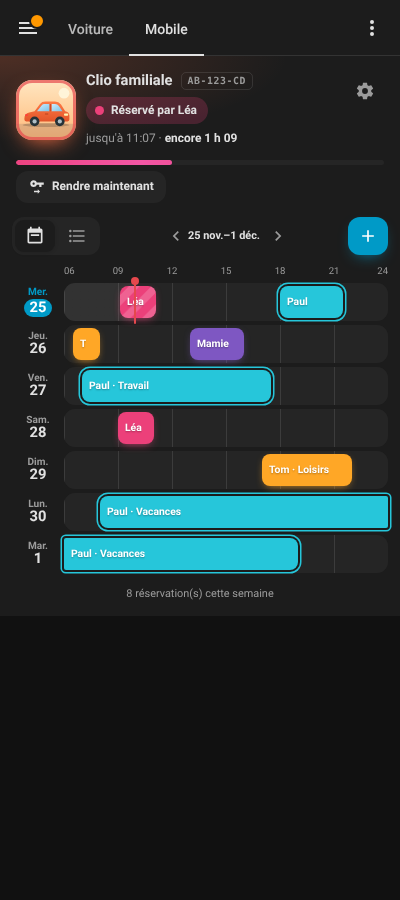 Voiture
Mobile
Clio familiale AB-123-CD
Réservé par Léa
jusqu'à 11:07 · encore 1 h 09
Rendre maintenant
25 nov.–1 déc.
06 09 12 15 18 21 24
Mer.
25
Léa
Paul
Jeu.
26
T
Mamie
Ven.
27
Paul · Travail
Sam.
28
Léa
Dim.
29
Tom · Loisirs
Lun.
30
Paul · Vacances
Mar.
1
Paul · Vacances
8 réservation(s) cette semaine